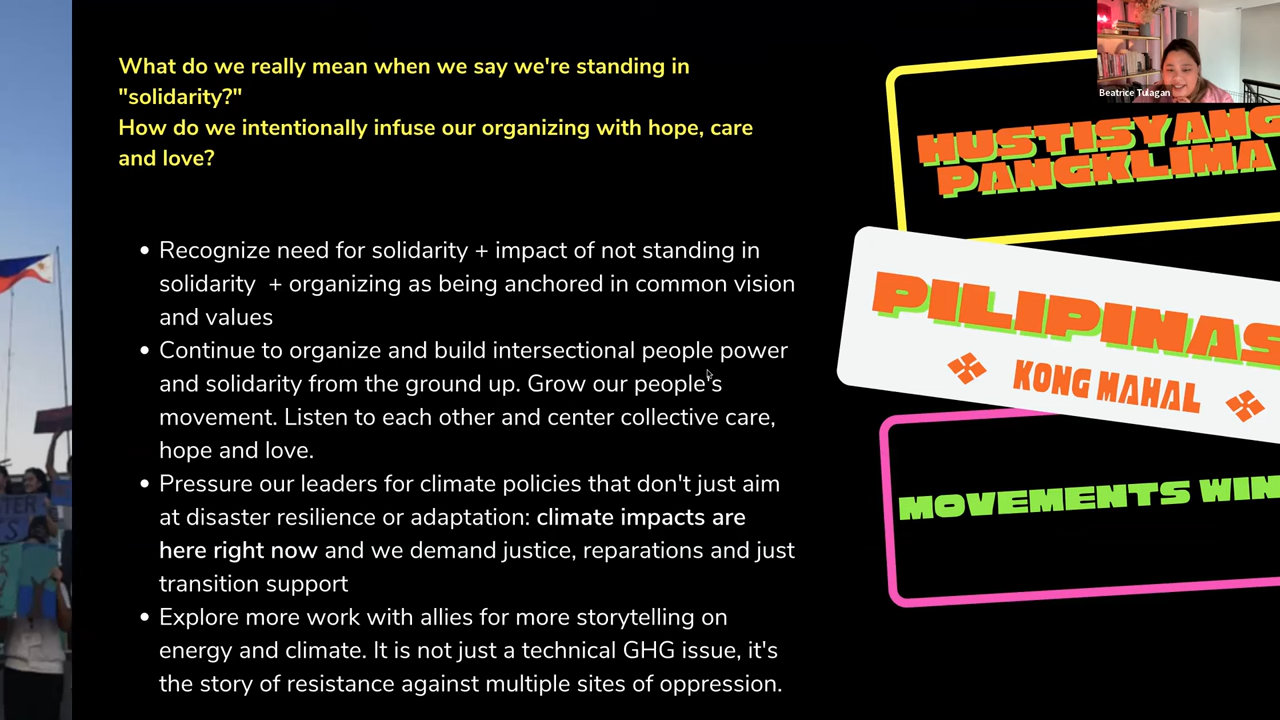 What do we really mean when we say we're standing in
"solidarity?"
How do we intentionally infuse our organizing with hope, care
and love?
Recognize need for solidarity + impact of not standing in
solidarity + organizing as being anchored in common vision
and values
Continue to organize and build intersectional people power
and solidarity from the ground up. Grow our people's
movement. Listen to each other and center collective care,
hope and love.
Pressure our leaders for climate policies that don't just aim
at disaster resilience or adaptation: climate impacts are
here right now and we demand justice, reparations and just
transition support
Explore more work with allies for more storytelling on
energy and climate. It is not just a technical GHG issue, it's
the story of resistance against multiple sites of oppression.
Beatrice Tulagan
HUSTISYANG
PANGKLIMA
PILIPINAS
KONG MAHAL
MOVEMENTS WIN